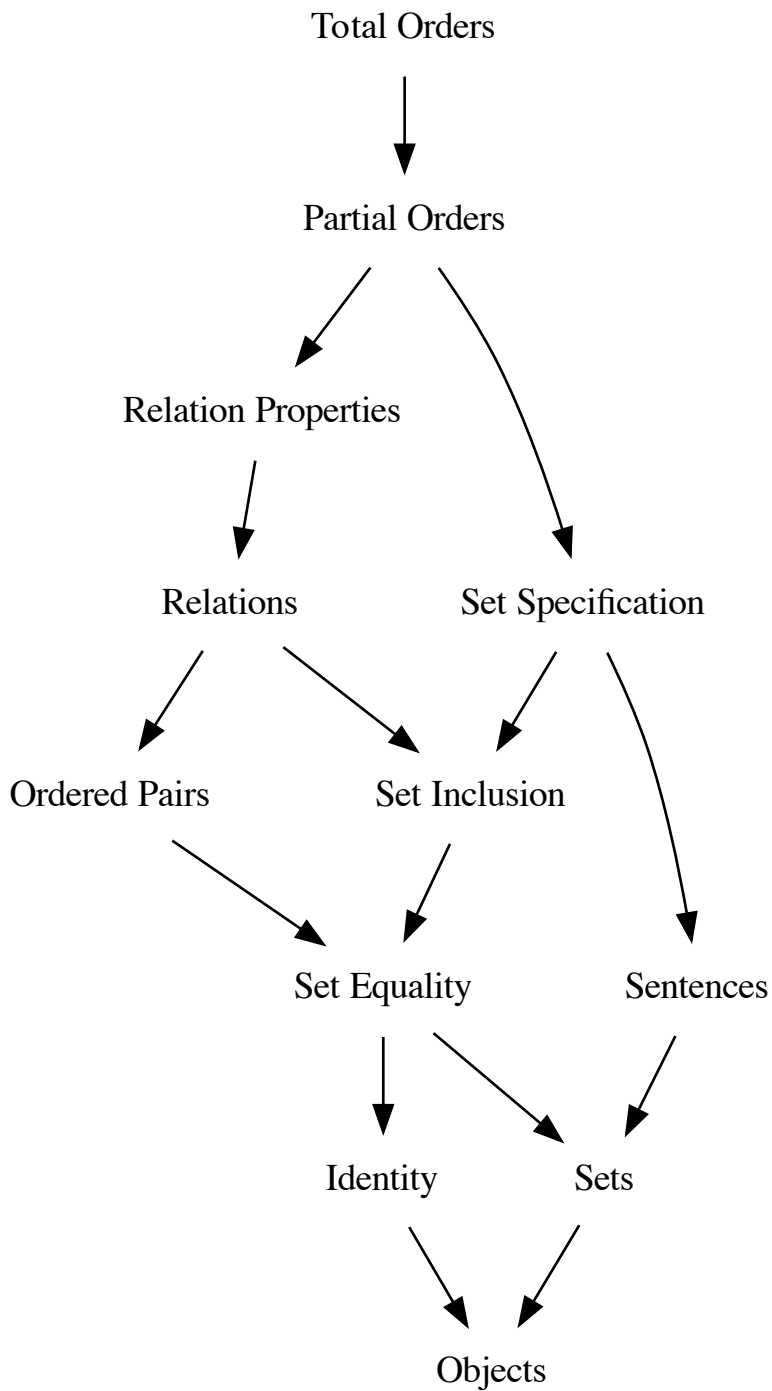 Total Orders
Partial Orders
Relation Properties
Relations
Set Specification
Ordered Pairs
Set Inclusion
Set Equality
Sentences
Identity
Sets
Objects